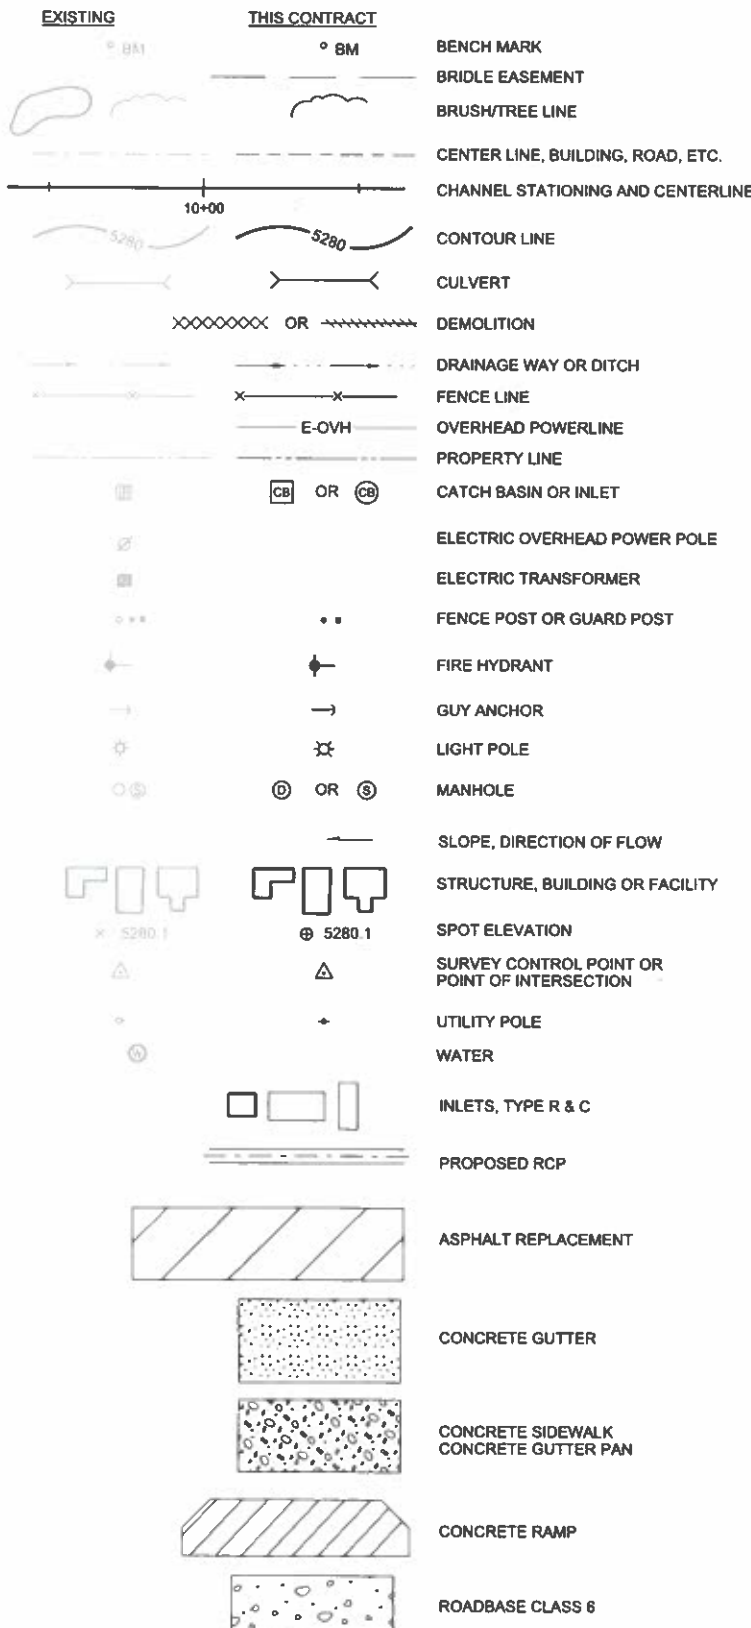 EXISTING THIS CONTRACT
BM BM BENCH MARK
BRIDLE EASEMENT
BRUSH/TREE LINE
CENTER LINE, BUILDING, ROAD, ETC.
CHANNEL STATIONING AND CENTERLINE
10+00
5280 5280 CONTOUR LINE
CULVERT
OR DEMOLITION
DRAINAGE WAY OR DITCH
FENCE LINE
E-OVH OVERHEAD POWERLINE
PROPERTY LINE
CB OR CB CATCH BASIN OR INLET
ELECTRIC OVERHEAD POWER POLE
ELECTRIC TRANSFORMER
FENCE POST OR GUARD POST
FIRE HYDRANT
GUY ANCHOR
LIGHT POLE
S D OR S MANHOLE
SLOPE, DIRECTION OF FLOW
STRUCTURE, BUILDING OR FACILITY
5280.1 5280.1 SPOT ELEVATION
SURVEY CONTROL POINT OR
POINT OF INTERSECTION
UTILITY POLE
W WATER
INLETS, TYPE R & C
PROPOSED RCP
ASPHALT REPLACEMENT
CONCRETE GUTTER
CONCRETE SIDEWALK
CONCRETE GUTTER PAN
CONCRETE RAMP
ROADBASE CLASS 6